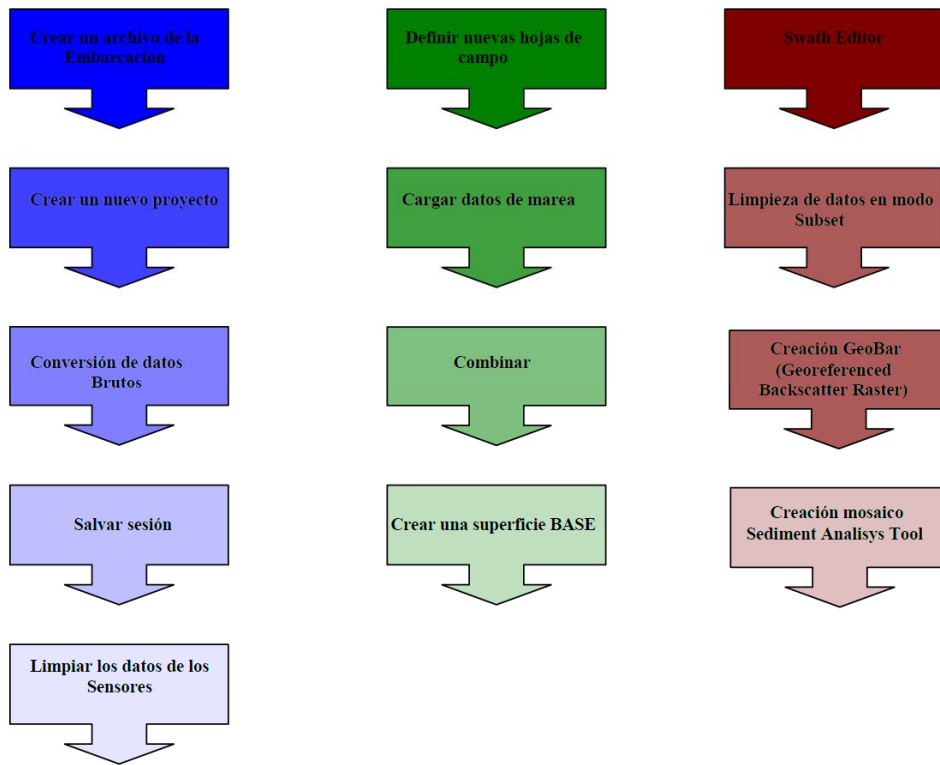 Crear un archivo de la
Embarcación
Crear un nuevo proyecto
Conversión de datos
Brutos
Salvar sesión
Limpiar los datos de los
Sensores
Definir nuevas hojas de
campo
Cargar datos de marea
Combinar
Crear una superficie BASE
Swath Editor
Limpieza de datos en modo
Subset
Creación GeoBar
(Georeferenced
Backscatter Raster)
Creación mosaico
Sediment Analisys Tool